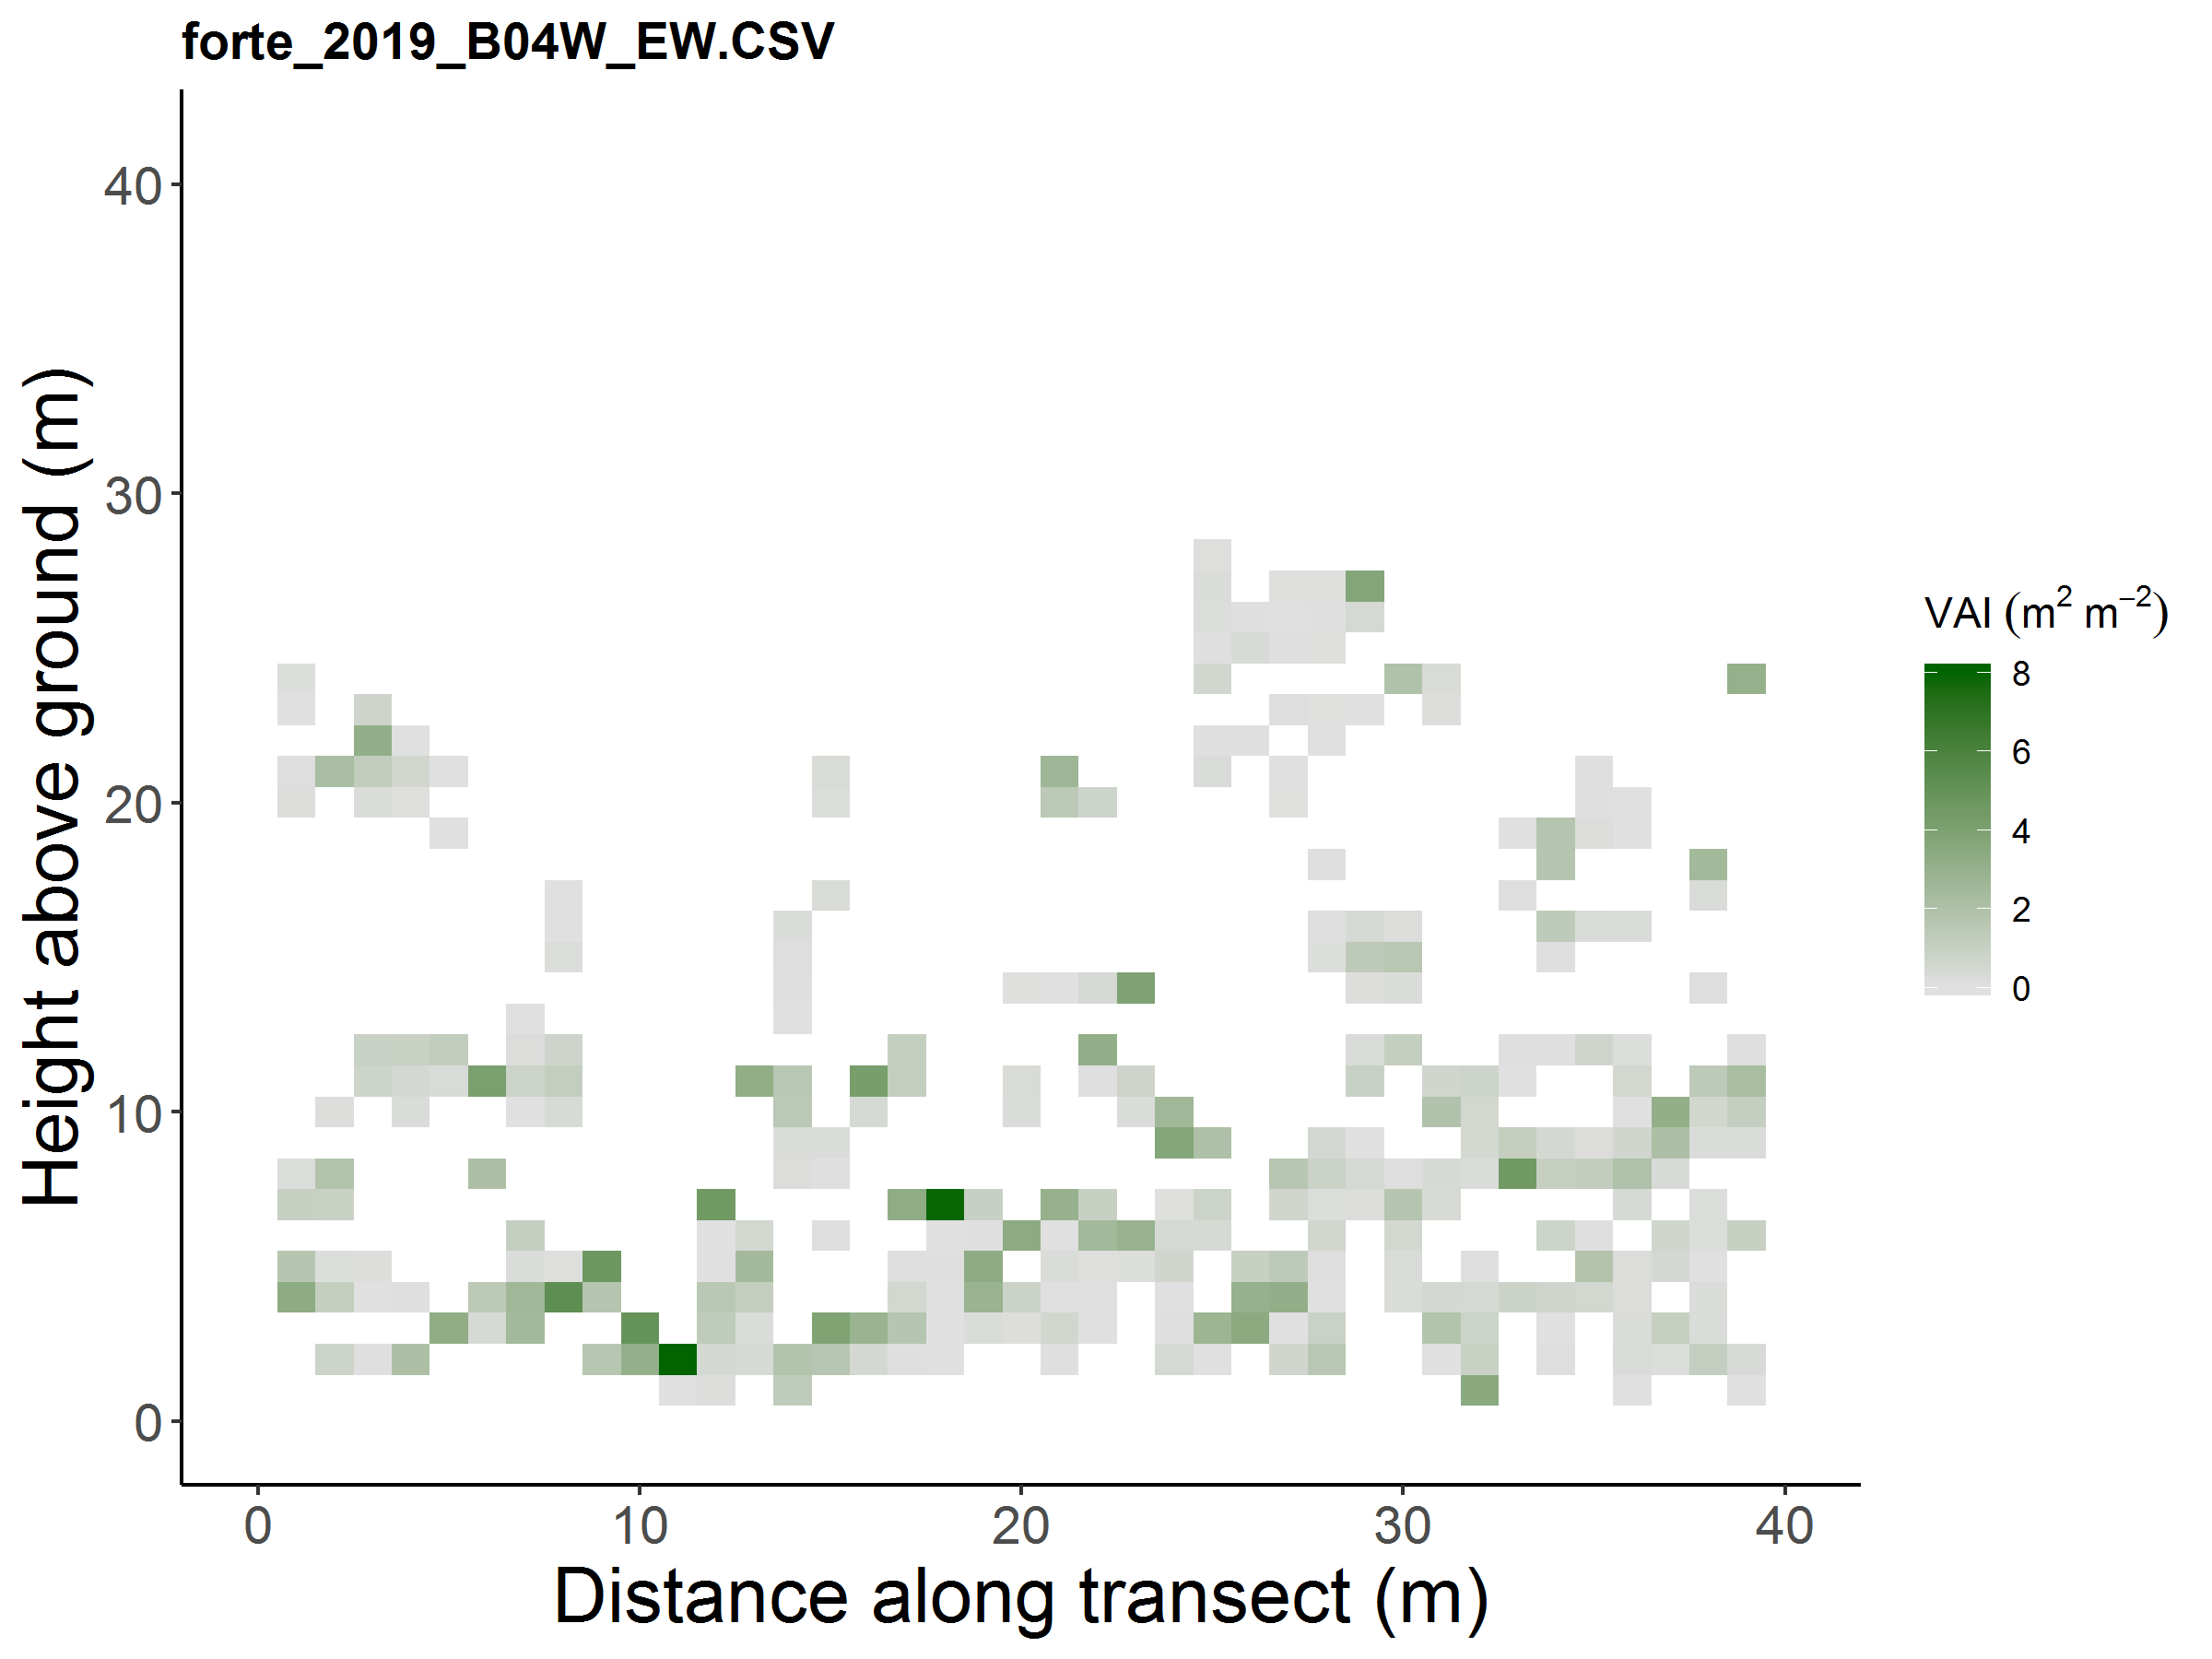 forte_2019_B04W_EW.CSV
Height above ground (m)
40
30
20
10
0
0 10 20 30 40
Distance along transect (m)
VAI (m² m⁻²)
8
6
4
2
0